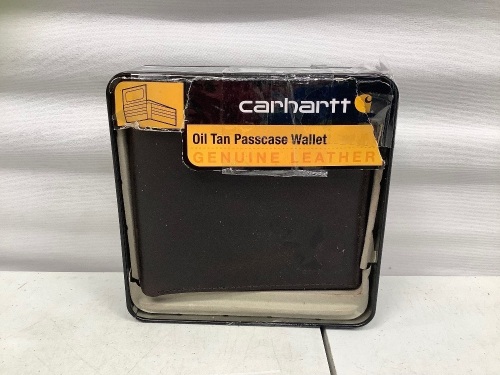 carhartt
Oil Tan Passcase Wallet
GENUINE LEATHER